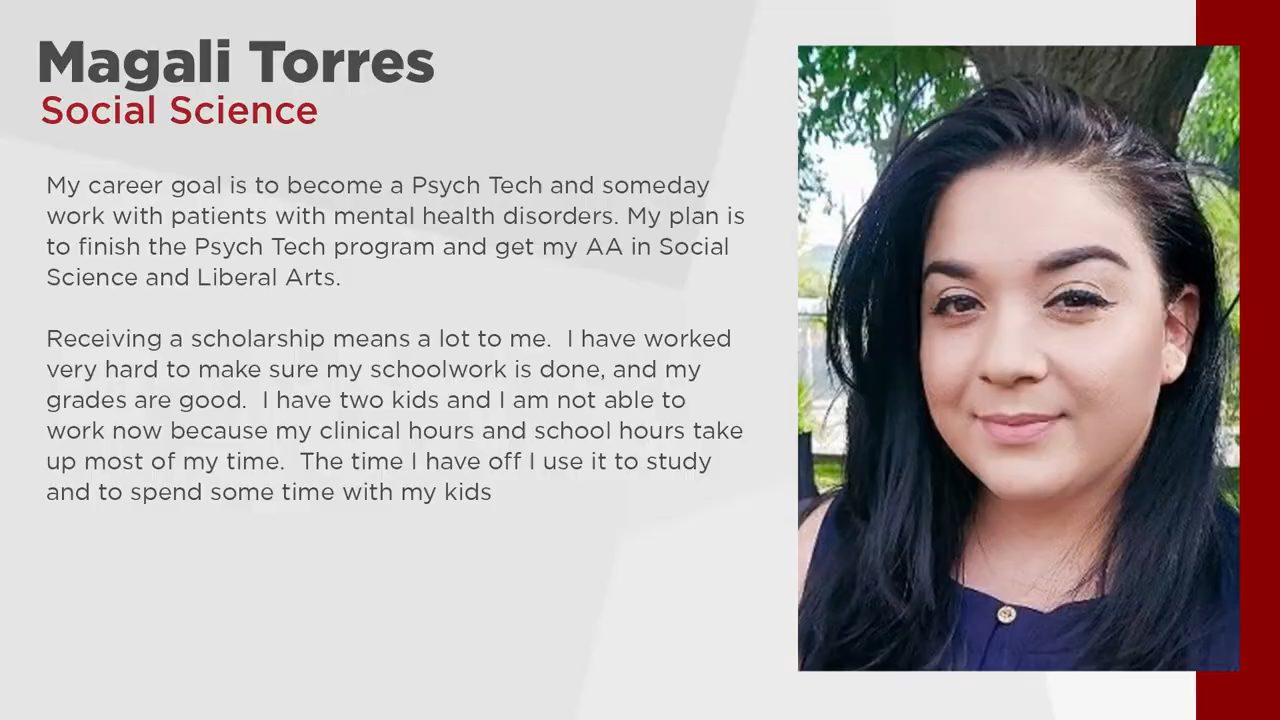 Magali Torres
Social Science
My career goal is to become a Psych Tech and someday
work with patients with mental health disorders. My plan is
to finish the Psych Tech program and get my AA in Social
Science and Liberal Arts.
Receiving a scholarship means a lot to me.  I have worked
very hard to make sure my schoolwork is done, and my
grades are good.  I have two kids and I am not able to
work now because my clinical hours and school hours take
up most of my time.  The time I have off I use it to study
and to spend some time with my kids